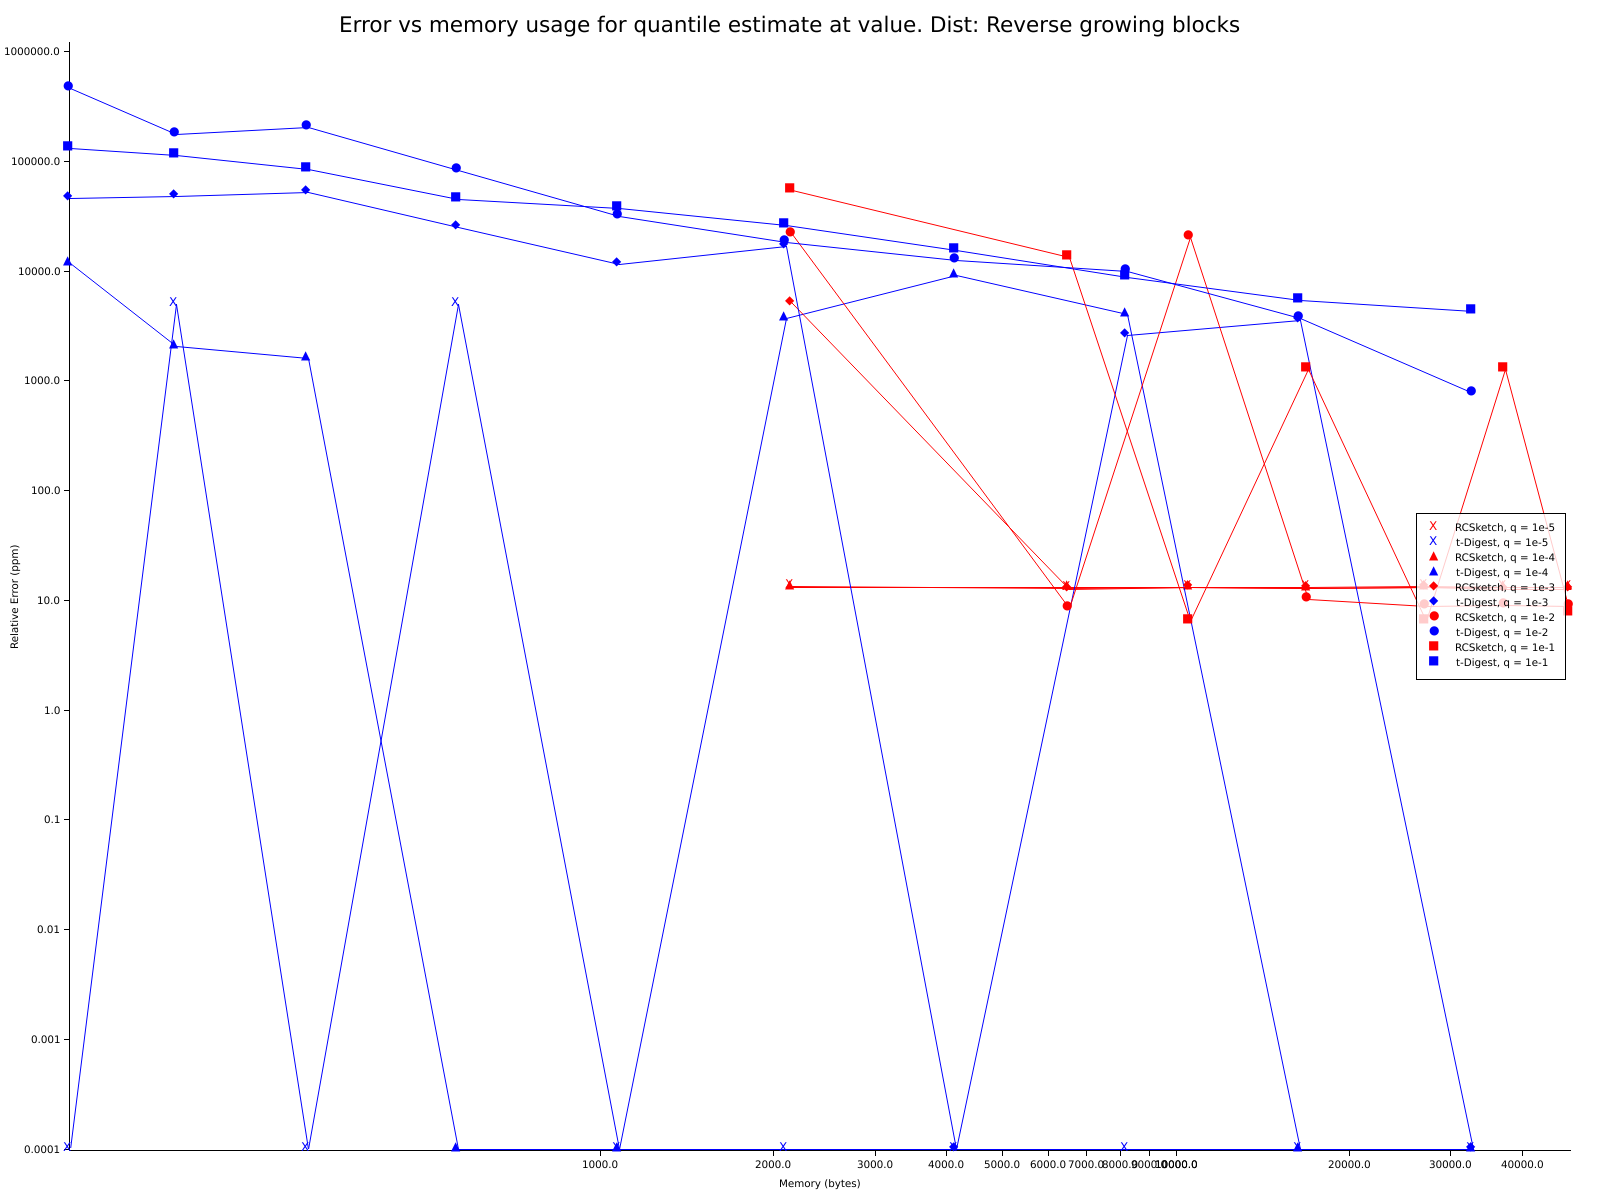 Error vs memory usage for quantile estimate at value. Dist: Reverse growing blocks
1000000.0
100000.0
10000.0
1000.0
100.0
10.0
1.0
0.1
0.01
0.001
0.0001
Relative Error (ppm)
RCSketch, q = 1e-5
t-Digest, q = 1e-5
RCSketch, q = 1e-4
t-Digest, q = 1e-4
RCSketch, q = 1e-3
t-Digest, q = 1e-3
RCSketch, q = 1e-2
t-Digest, q = 1e-2
RCSketch, q = 1e-1
t-Digest, q = 1e-1
1000.0 2000.0 3000.0 4000.0 5000.0 6000.0 7000.0 8000.0 9000.0 10000.0 20000.0 30000.0 40000.0
Memory (bytes)